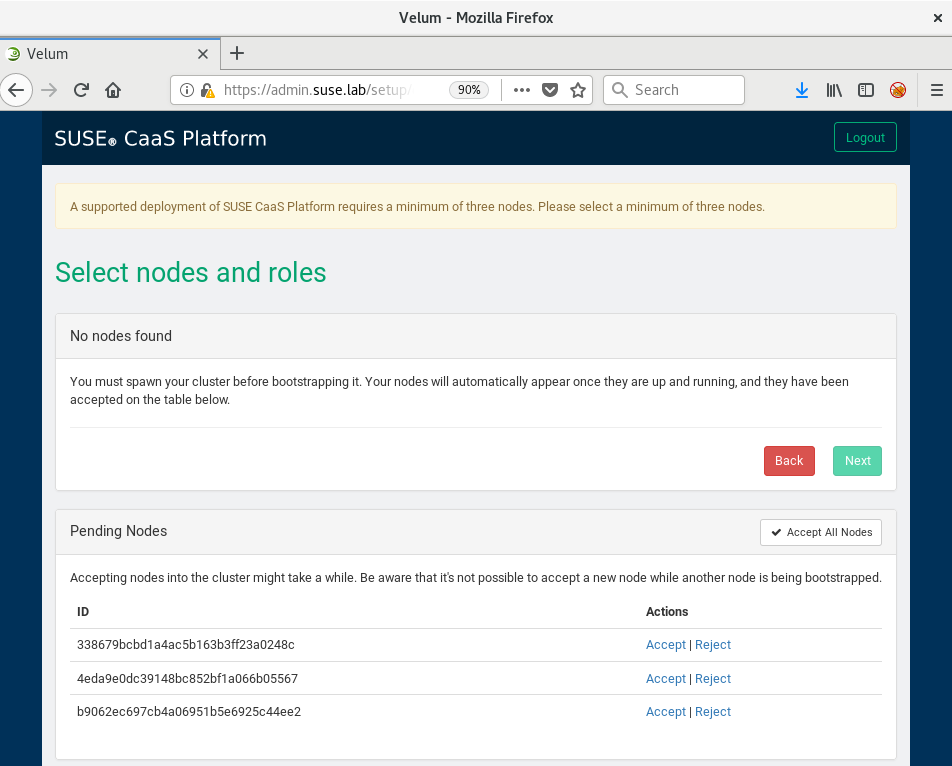 Velum - Mozilla Firefox
Velum
https://admin.suse.lab/setup/
90%
Search
SUSE® CaaS Platform
Logout
A supported deployment of SUSE CaaS Platform requires a minimum of three nodes. Please select a minimum of three nodes.
Select nodes and roles
No nodes found
You must spawn your cluster before bootstrapping it. Your nodes will automatically appear once they are up and running, and they have been
accepted on the table below.
Back Next
Pending Nodes
Accept All Nodes
Accepting nodes into the cluster might take a while. Be aware that it's not possible to accept a new node while another node is being bootstrapped.
ID Actions
338679bcbd1a4ac5b163b3ff23a0248c Accept | Reject
4eda9e0dc39148bc852bf1a066b05567 Accept | Reject
b9062ec697cb4a06951b5e6925c44ee2 Accept | Reject